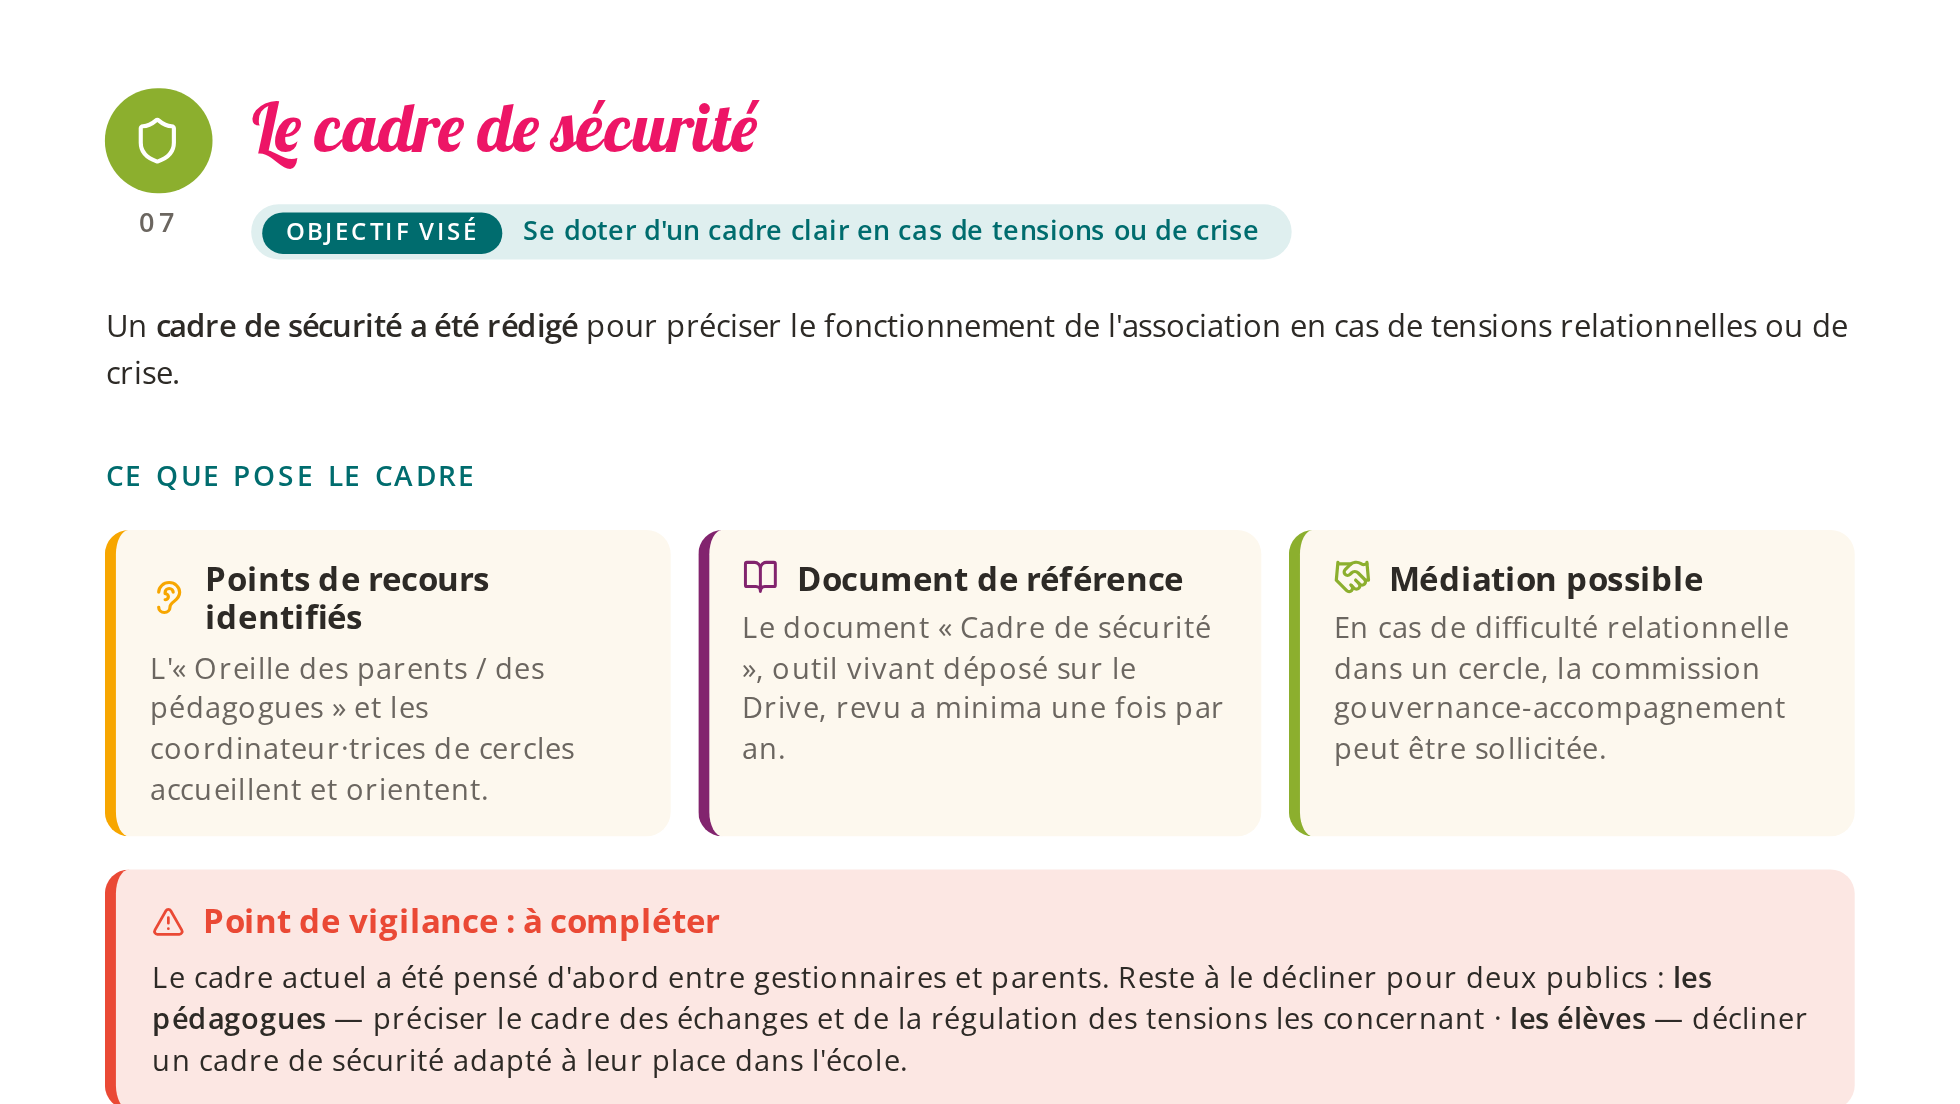 Le cadre de sécurité
07
OBJECTIF VISÉ Se doter d'un cadre clair en cas de tensions ou de crise
Un cadre de sécurité a été rédigé pour préciser le fonctionnement de l'association en cas de tensions relationnelles ou de
crise.
CE QUE POSE LE CADRE
Points de recours
identifiés
L'« Oreille des parents / des
pédagogues » et les
coordinateur·trices de cercles
accueillent et orientent.
Document de référence
Le document « Cadre de sécurité
», outil vivant déposé sur le
Drive, revu a minima une fois par
an.
Médiation possible
En cas de difficulté relationnelle
dans un cercle, la commission
gouvernance-accompagnement
peut être sollicitée.
Point de vigilance : à compléter
Le cadre actuel a été pensé d'abord entre gestionnaires et parents. Reste à le décliner pour deux publics : les
pédagogues — préciser le cadre des échanges et de la régulation des tensions les concernant · les élèves — décliner
un cadre de sécurité adapté à leur place dans l'école.